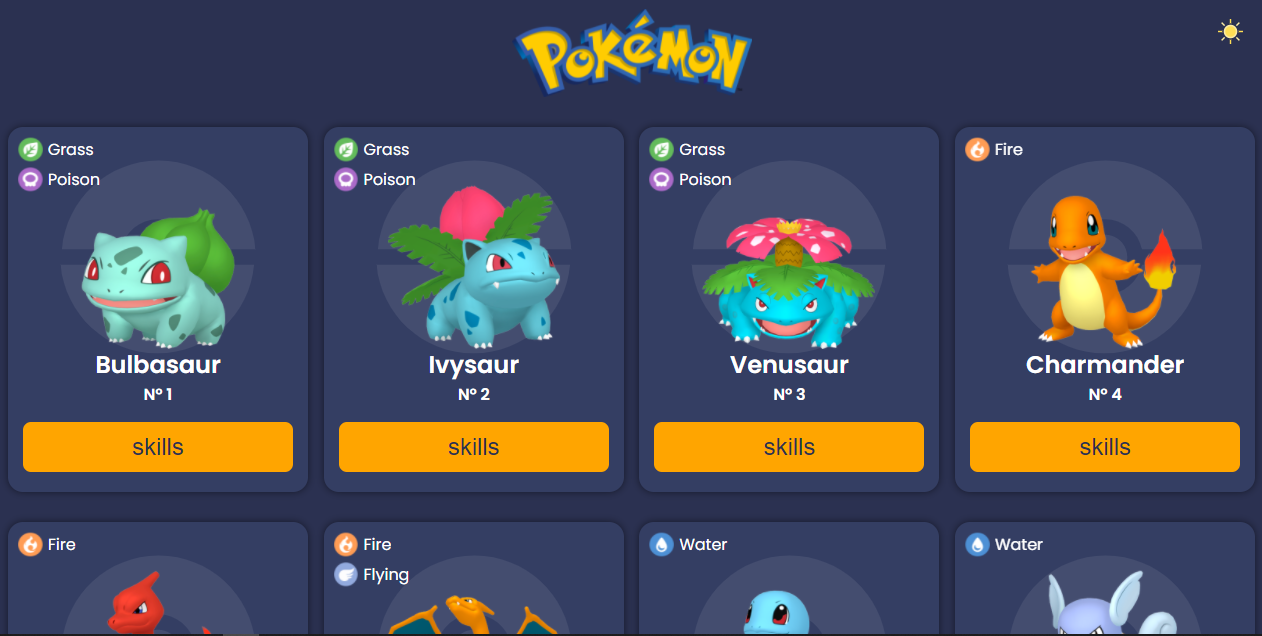 POKéMON
Grass
Poison
Bulbasaur
Nº 1
skills
Grass
Poison
Ivysaur
Nº 2
skills
Grass
Poison
Venusaur
Nº 3
skills
Fire
Charmander
Nº 4
skills
Fire
Fire
Flying
Water
Water